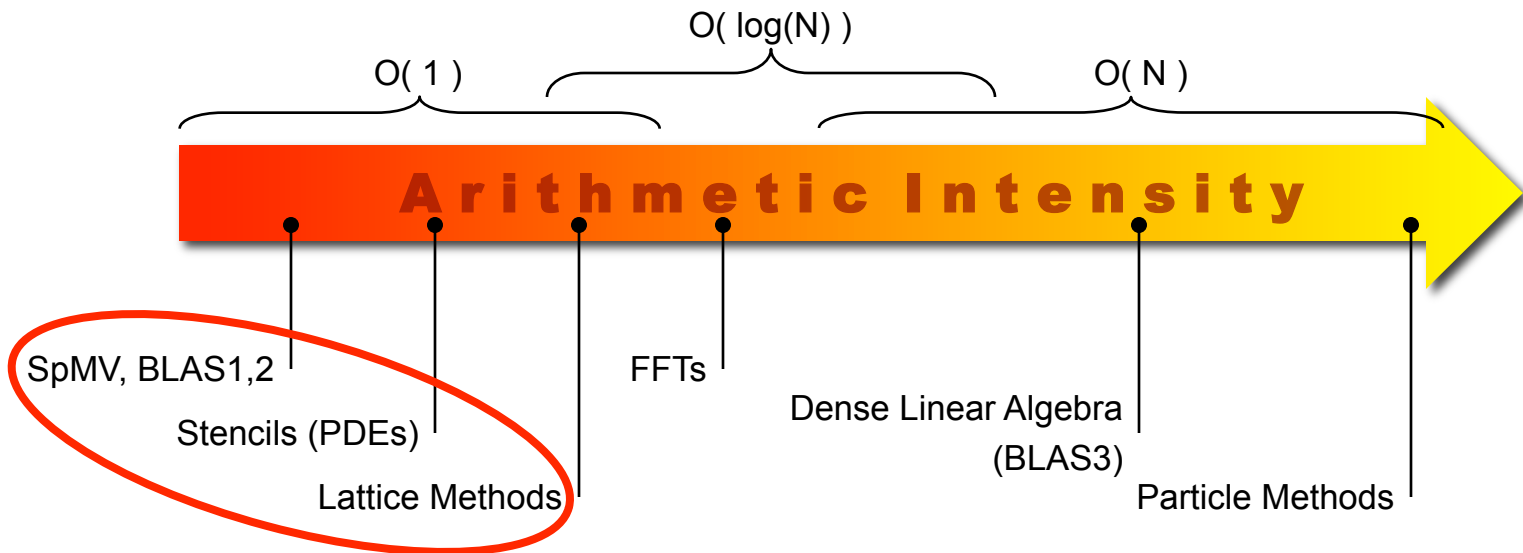 O( log(N) )
O( 1 )
O( N )
Arithmetic Intensity
SpMV, BLAS1,2
FFTs
Stencils (PDEs)
Dense Linear Algebra
(BLAS3)
Lattice Methods
Particle Methods